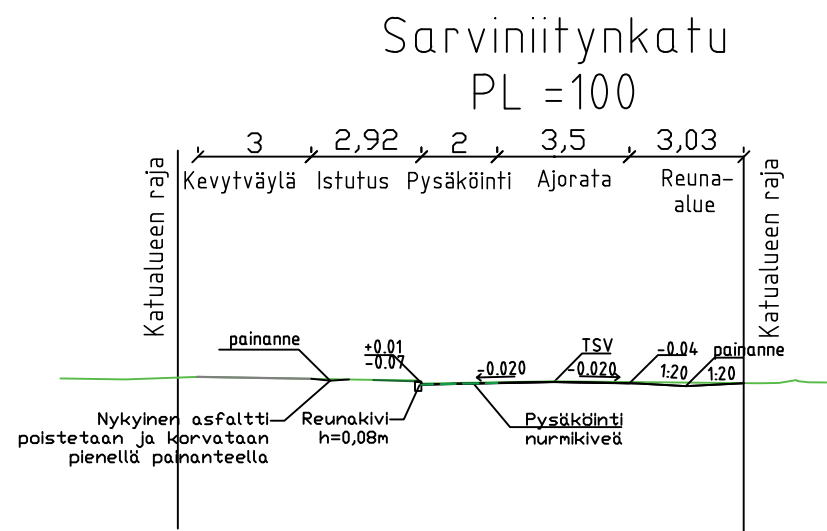 Sarviniitynkatu
PL =100
3
2,92
2
3,5
3,03
Kevytväylä
Istutus
Pysäköinti
Ajorata
Reuna-
alue
Katualueen raja
Katualueen raja
painanne
+0.01
-0.07
-0.020
TSV
-0.020
-0.04
painanne
1:20
1:20
Nykyinen asfaltti
poistetaan ja korvataan
pienellä painanteella
Reunakivi
h=0,08m
Pysäköinti
nurmikiveä